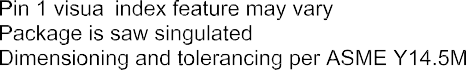 Pin 1 visua index feature may vary
Package is saw singulated
Dimensioning and tolerancing per ASME Y14.5M